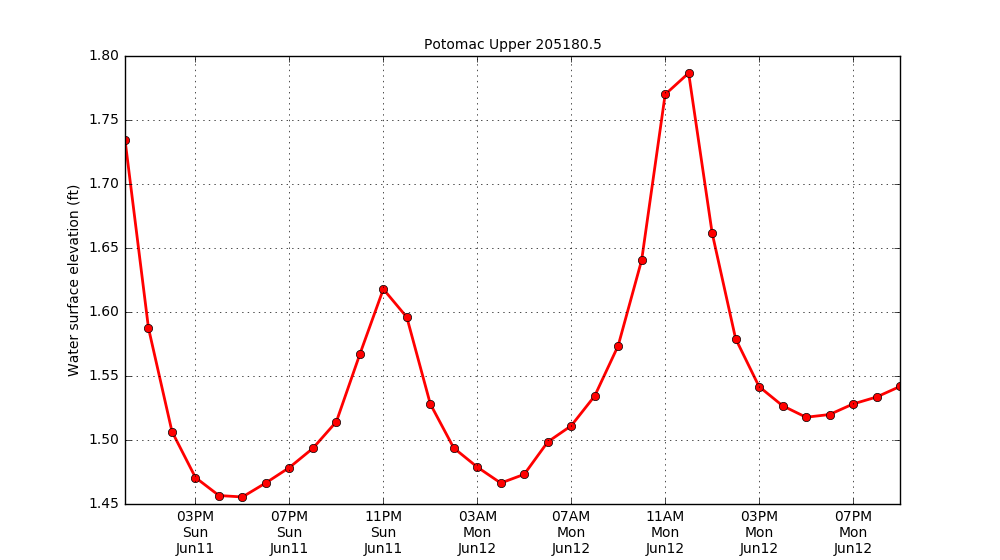 Potomac Upper 205180.5
Water surface elevation (ft)
1.80
1.75
1.70
1.65
1.60
1.55
1.50
1.45
03PM
Sun
Jun11
07PM
Sun
Jun11
11PM
Sun
Jun11
03AM
Mon
Jun12
07AM
Mon
Jun12
11AM
Mon
Jun12
03PM
Mon
Jun12
07PM
Mon
Jun12